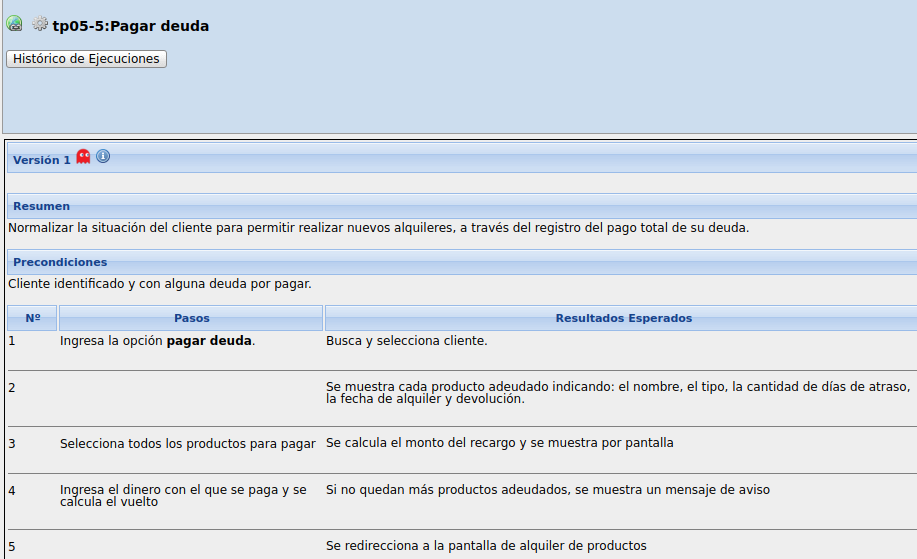 tp05-5:Pagar deuda
Histórico de Ejecuciones
Versión 1
Resumen
Normalizar la situación del cliente para permitir realizar nuevos alquileres, a través del registro del pago total de su deuda.
Precondiciones
Cliente identificado y con alguna deuda por pagar.
Nº Pasos Resultados Esperados
1 Ingresa la opción pagar deuda. Busca y selecciona cliente.
2 Se muestra cada producto adeudado indicando: el nombre, el tipo, la cantidad de días de atraso,
la fecha de alquiler y devolución.
3 Selecciona todos los productos para pagar Se calcula el monto del recargo y se muestra por pantalla
4 Ingresa el dinero con el que se paga y se Si no quedan más productos adeudados, se muestra un mensaje de aviso
calcula el vuelto
5 Se redirecciona a la pantalla de alquiler de productos